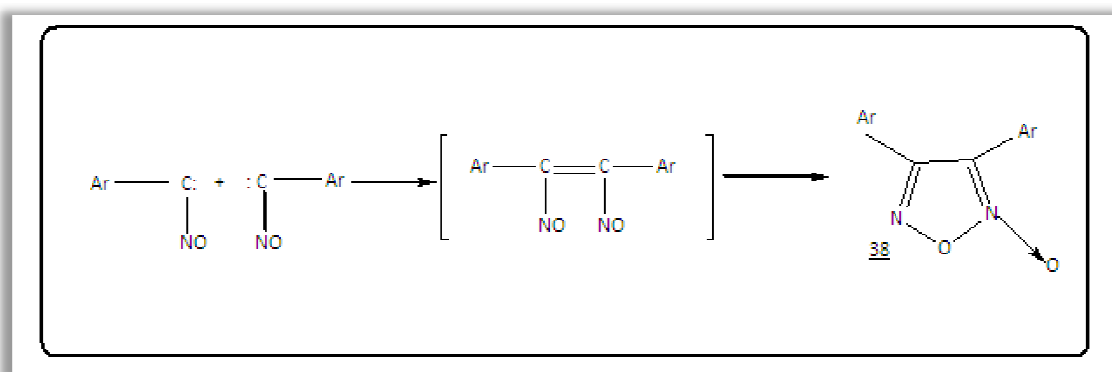 Ar C: + :C Ar
NO NO
Ar C C Ar
NO NO
Ar Ar
N N
O
38
O